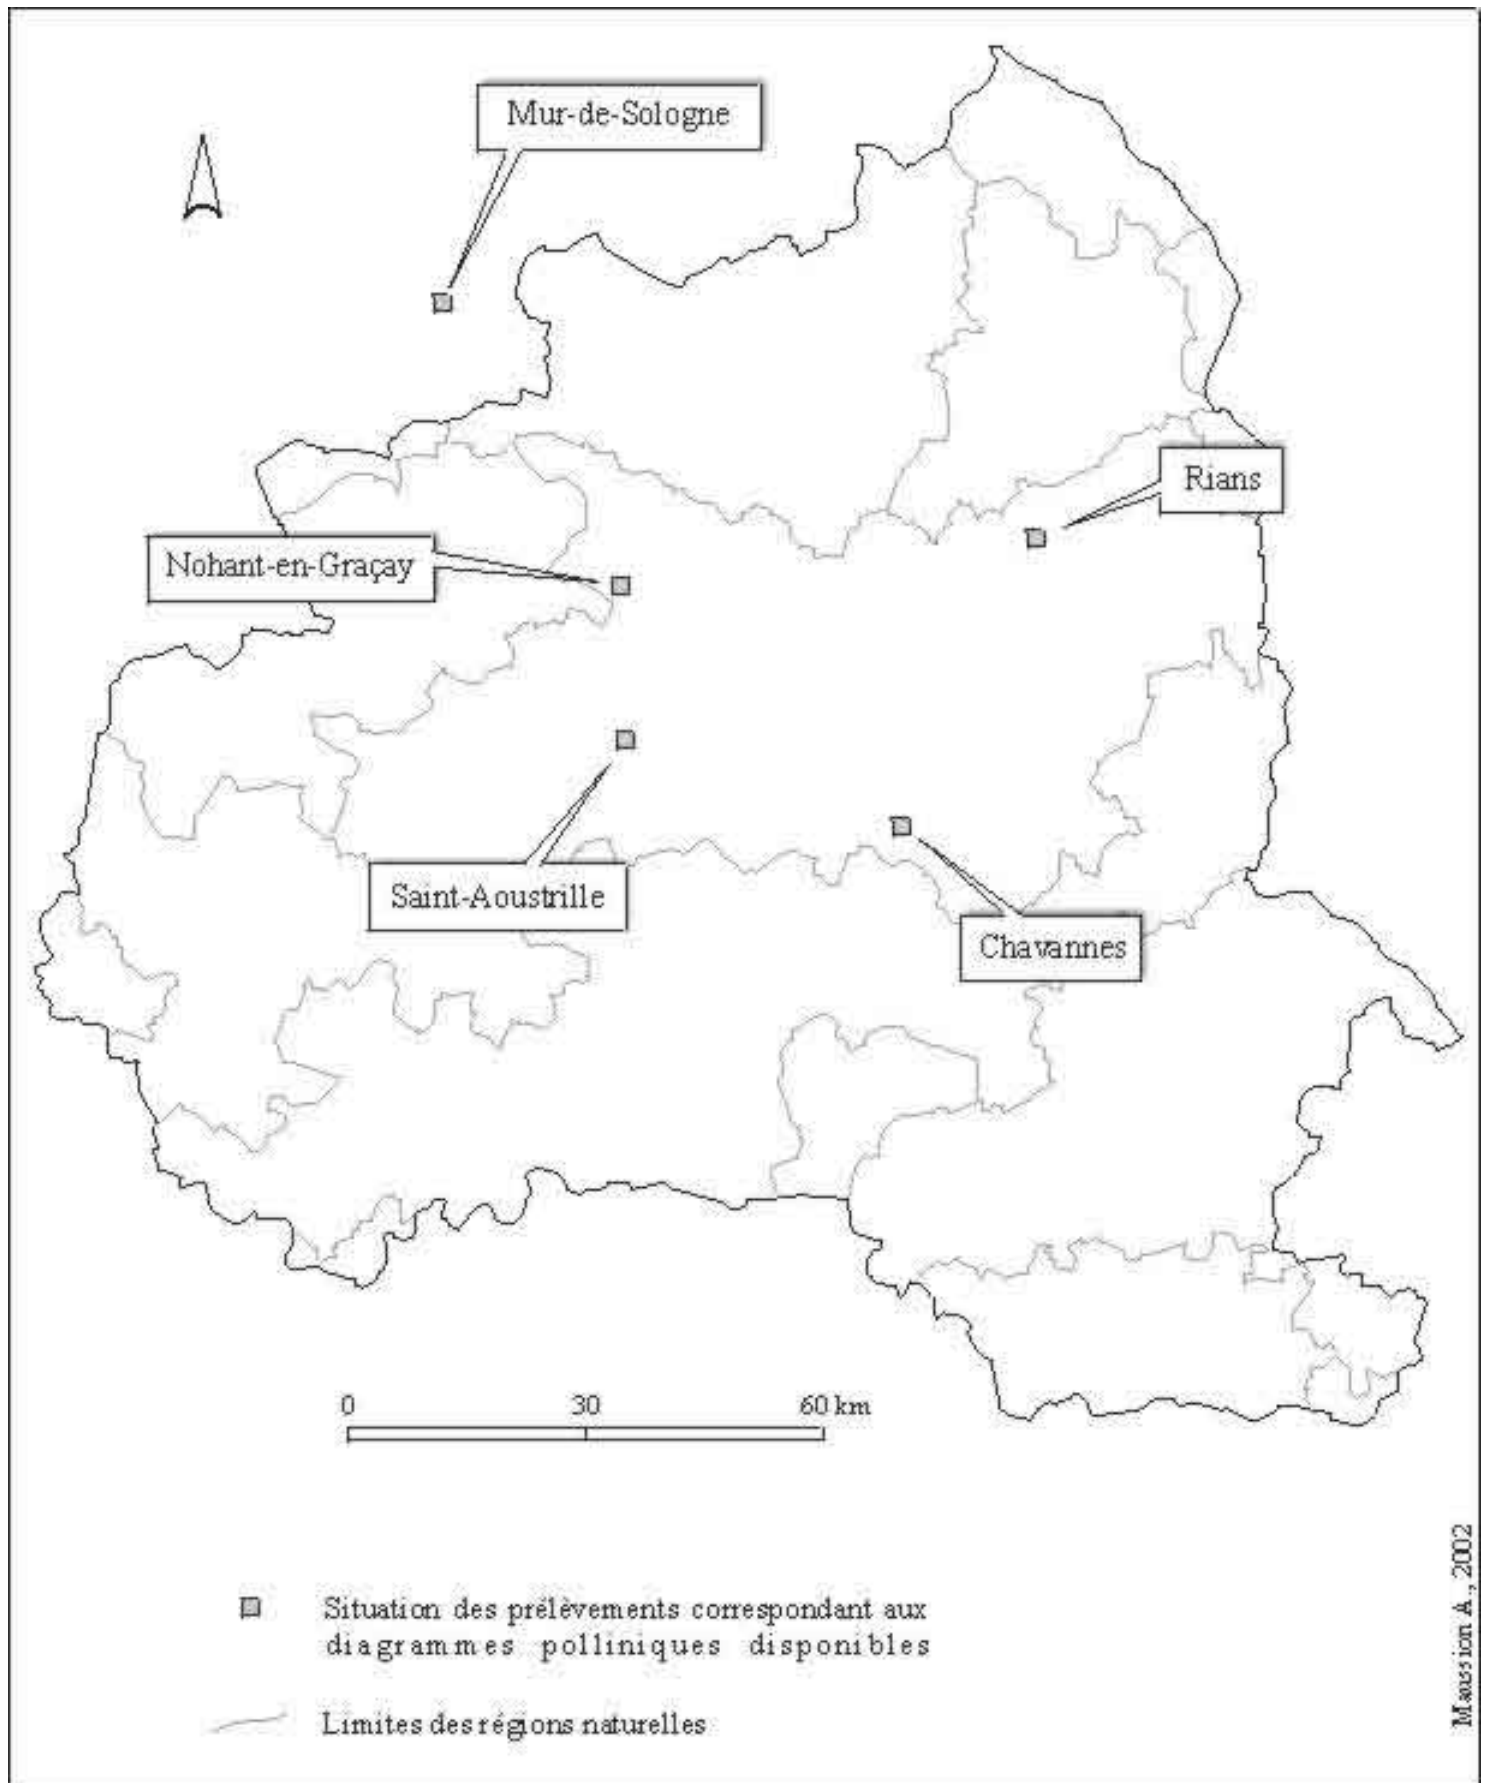 Mur-de-Sologne
Rians
Nohant-en-Graçay
Saint-Aoustrille
Chavannes
0 30 60 km
Situation des prélèvements correspondant aux
diagrammes polliniques disponibles
Limites des régions naturelles
Maussion A., 2002